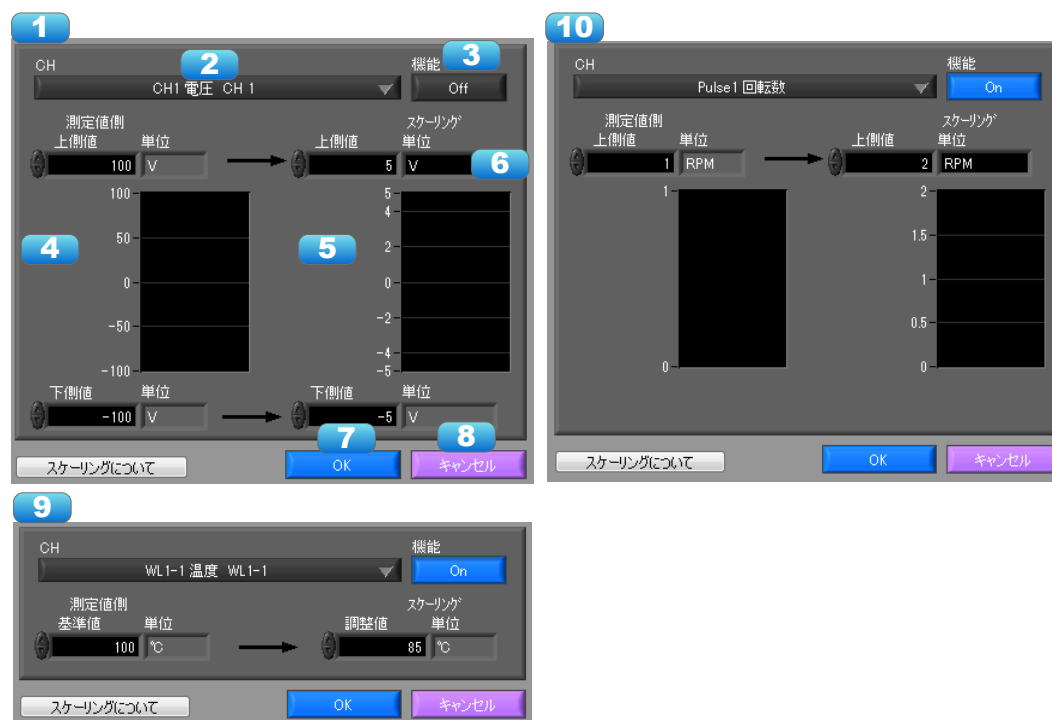 1
CH
2
機能
3
CH1 電圧 CH 1
Off
測定値側
スケーリング
上側値 単位
上側値 単位
100 V
5 V
6
100
50
0
-50
-100
4
5
5
4
2
0
-2
-4
-5
下側値 単位
下側値 単位
-100 V
-5 V
7
8
スケーリングについて
OK
キャンセル
10
CH
機能
Pulse1 回転数
On
測定値側
スケーリング
上側値 単位
上側値 単位
1 RPM
2 RPM
1
0
2
1.5
1
0.5
0
スケーリングについて
OK
キャンセル
9
CH
機能
WL1-1 温度 WL1-1
On
測定値側
スケーリング
基準値 単位
調整値 単位
100 ℃
85 ℃
スケーリングについて
OK
キャンセル